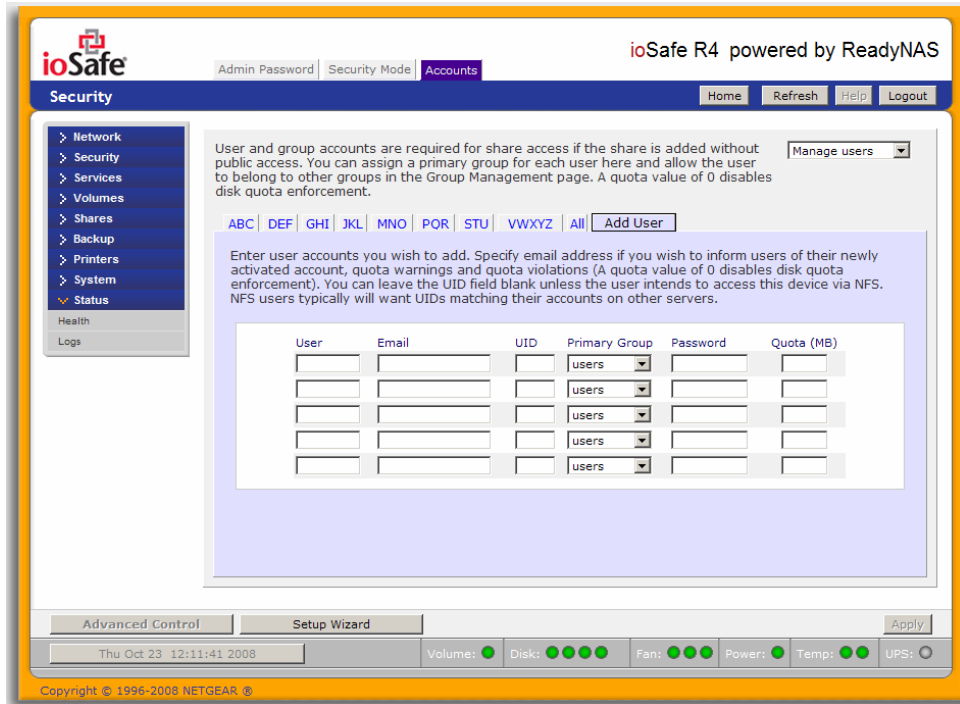 ioSafe
ioSafe R4 powered by ReadyNAS
Admin Password Security Mode Accounts
Security
Home Refresh Help Logout
Network
Security
Services
Volumes
Shares
Backup
Printers
System
Status
Health
Logs
User and group accounts are required for share access if the share is added without
public access. You can assign a primary group for each user here and allow the user
to belong to other groups in the Group Management page. A quota value of 0 disables
disk quota enforcement.
Manage users
ABC DEF GHI JKL MNO PQR STU VWXYZ All Add User
Enter user accounts you wish to add. Specify email address if you wish to inform users of their newly
activated account, quota warnings and quota violations (A quota value of 0 disables disk quota
enforcement). You can leave the UID field blank unless the user intends to access this device via NFS.
NFS users typically will want UIDs matching their accounts on other servers.
User Email UID Primary Group Password Quota (MB)
users
users
users
users
users
Advanced Control Setup Wizard Apply
Thu Oct 23 12:11:41 2008 Volume: Disk: Fan: Power: Temp: UPS:
Copyright © 1996-2008 NETGEAR ®